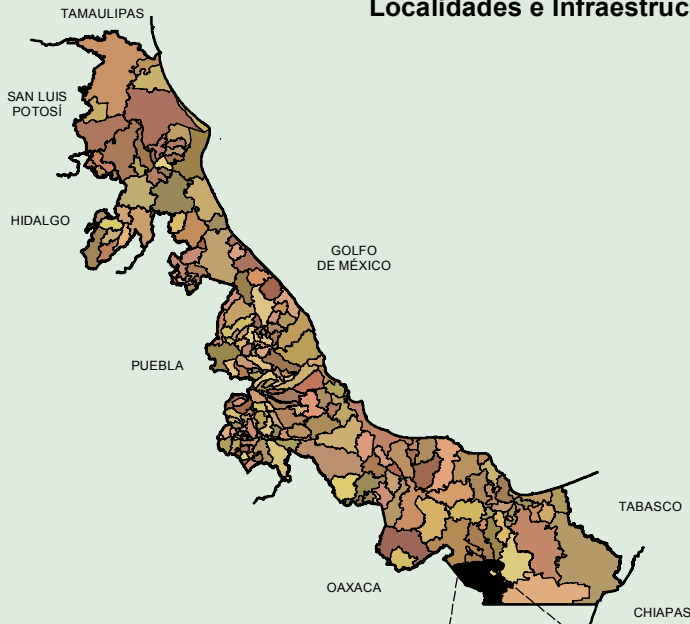 Localidades e Infraestruc
TAMAULIPAS
SAN LUIS
POTOSÍ
HIDALGO
GOLFO
DE MÉXICO
PUEBLA
TABASCO
OAXACA
CHIAPAS